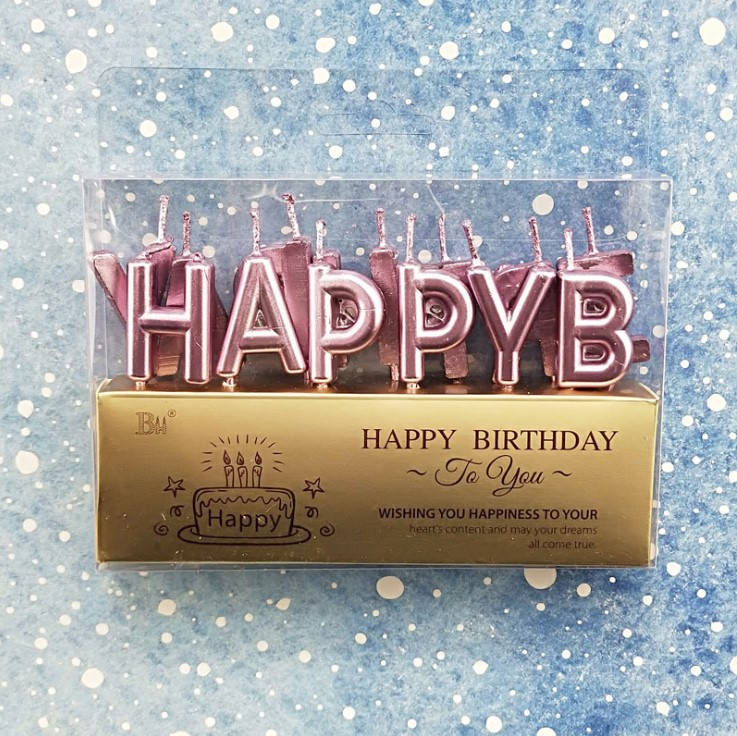 HAPPYB
BH®
HAPPY BIRTHDAY
~ To You ~
Happy
WISHING YOU HAPPINESS TO YOUR
heart's content and may your dreams
all come true.